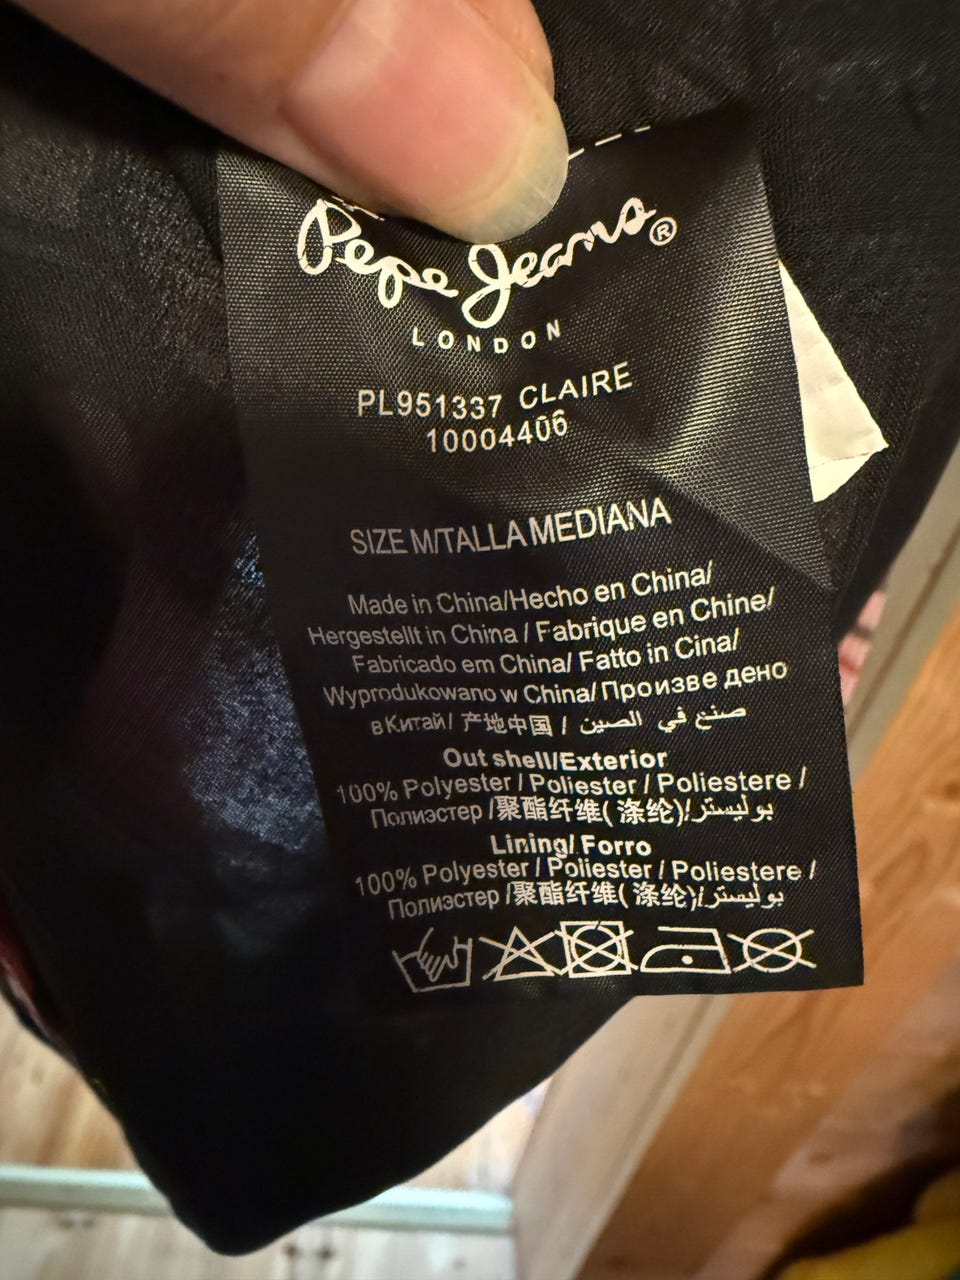 Pepe Jeans®
LONDON
PL951337 CLAIRE
10004406
SIZE M/TALLA MEDIANA
Made in China/Hecho en China/
Hergestellt in China / Fabrique en Chine/
Fabricado em China/ Fatto in Cina/
Wyprodukowano w China/ Произве дено
в Китай/ 产地中国 / صنع في الصين
Out shell/Exterior
100% Polyester / Poliester / Poliestere /
Полиэстер /聚酯纤维( 涤纶)/بوليستر
Lining/ Forro
100% Polyester / Poliester / Poliestere /
Полиэстер /聚酯纤维( 涤纶)/بوليستر